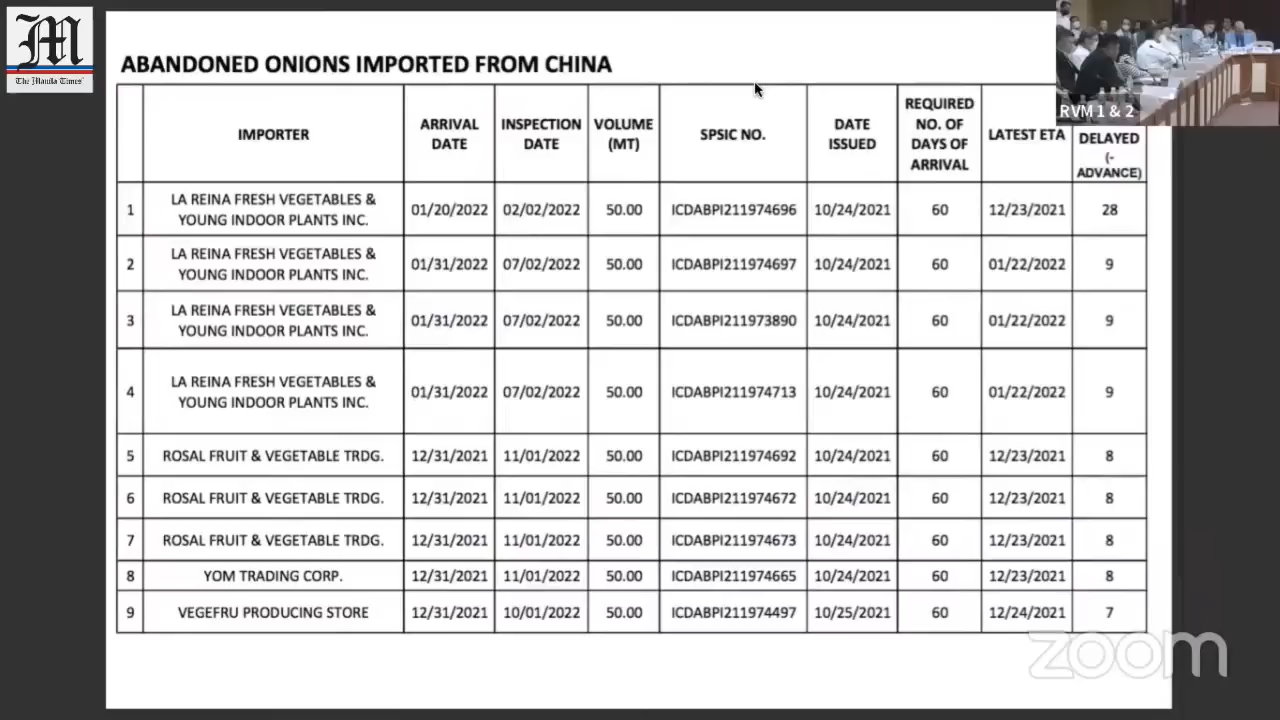 M
The Manila Times
RVM 1 & 2
ABANDONED ONIONS IMPORTED FROM CHINA
IMPORTER ARRIVAL DATE INSPECTION DATE VOLUME (MT) SPSIC NO. DATE ISSUED REQUIRED NO. OF DAYS OF ARRIVAL LATEST ETA DELAYED (-ADVANCE)
1 LA REINA FRESH VEGETABLES & YOUNG INDOOR PLANTS INC. 01/20/2022 02/02/2022 50.00 ICDABPI211974696 10/24/2021 60 12/23/2021 28
2 LA REINA FRESH VEGETABLES & YOUNG INDOOR PLANTS INC. 01/31/2022 07/02/2022 50.00 ICDABPI211974697 10/24/2021 60 01/22/2022 9
3 LA REINA FRESH VEGETABLES & YOUNG INDOOR PLANTS INC. 01/31/2022 07/02/2022 50.00 ICDABPI211973890 10/24/2021 60 01/22/2022 9
4 LA REINA FRESH VEGETABLES & YOUNG INDOOR PLANTS INC. 01/31/2022 07/02/2022 50.00 ICDABPI211974713 10/24/2021 60 01/22/2022 9
5 ROSAL FRUIT & VEGETABLE TRDG. 12/31/2021 11/01/2022 50.00 ICDABPI211974692 10/24/2021 60 12/23/2021 8
6 ROSAL FRUIT & VEGETABLE TRDG. 12/31/2021 11/01/2022 50.00 ICDABPI211974672 10/24/2021 60 12/23/2021 8
7 ROSAL FRUIT & VEGETABLE TRDG. 12/31/2021 11/01/2022 50.00 ICDABPI211974673 10/24/2021 60 12/23/2021 8
8 YOM TRADING CORP. 12/31/2021 11/01/2022 50.00 ICDABPI211974665 10/24/2021 60 12/23/2021 8
9 VEGEFRU PRODUCING STORE 12/31/2021 10/01/2022 50.00 ICDABPI211974497 10/25/2021 60 12/24/2021 7
zoom